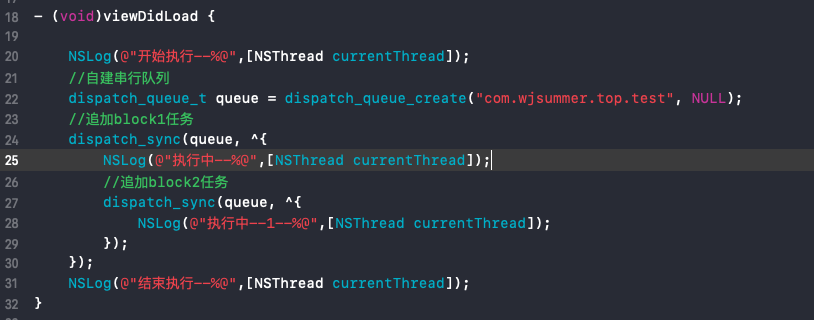 18 - (void)viewDidLoad {
19
20 NSLog(@"开始执行--%@",[NSThread currentThread]);
21 //自建串行队列
22 dispatch_queue_t queue = dispatch_queue_create("com.wjsummer.top.test", NULL);
23 //追加block1任务
24 dispatch_sync(queue, ^{
25 NSLog(@"执行中--%@",[NSThread currentThread]);
26 //追加block2任务
27 dispatch_sync(queue, ^{
28 NSLog(@"执行中--1--%@",[NSThread currentThread]);
29 });
30 });
31 NSLog(@"结束执行--%@",[NSThread currentThread]);
32 }